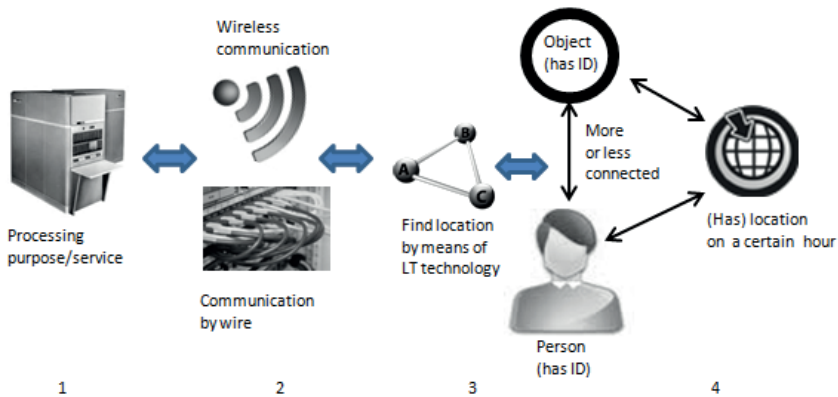 Wireless
communication
Object
(has ID)
B
A
C
More
or less
connected
Processing
purpose/service
Find location
by means of
LT technology
(Has) location
on a certain hour
Communication
by wire
Person
(has ID)
1
2
3
4